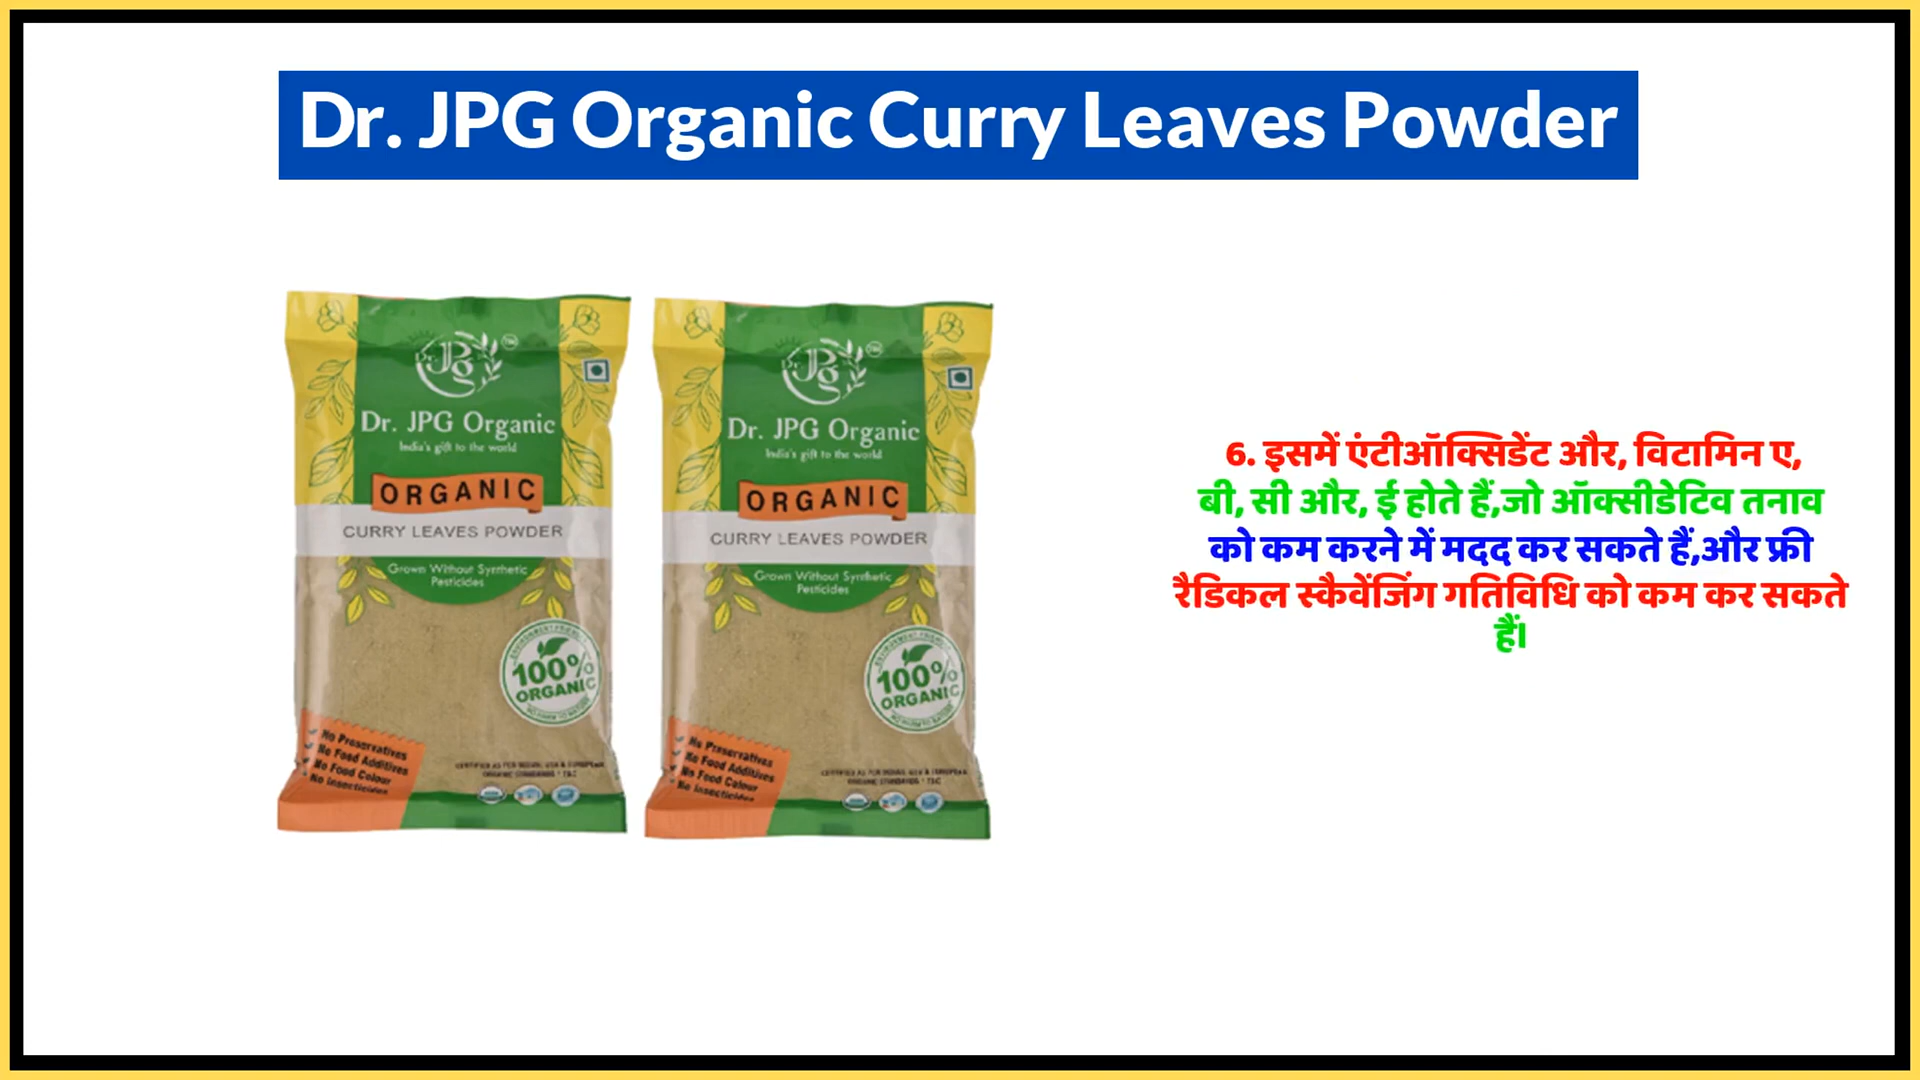 Dr. JPG Organic Curry Leaves Powder
Dr. JPG Organic
India's gift to the world
ORGANIC
CURRY LEAVES POWDER
Grown Without Synthetic
Pesticides
100%
ORGANIC
No Preservatives
No Food Additives
No Food Colour
No Insecticides
Dr. JPG Organic
India's gift to the world
ORGANIC
CURRY LEAVES POWDER
Grown Without Synthetic
Pesticides
100%
ORGANIC
No Preservatives
No Food Additives
No Food Colour
No Insecticides
6. इसमें एंटीऑक्सिडेंट और, विटामिन ए,
बी, सी और, ई होते हैं,जो ऑक्सीडेटिव तनाव
को कम करने में मदद कर सकते हैं,और फ्री
रैडिकल स्कैवेंजिंग गतिविधि को कम कर सकते
हैं।